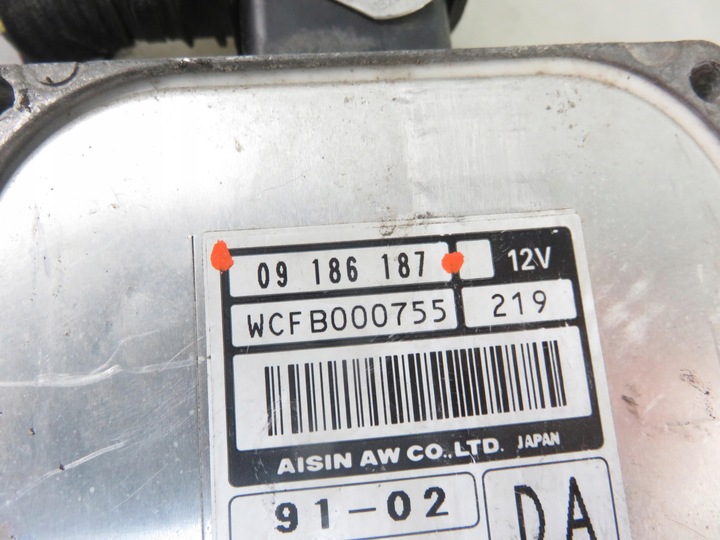 09 186 187 12V
WCFB000755 219
AISIN AW CO.,LTD. JAPAN
91-02 DA